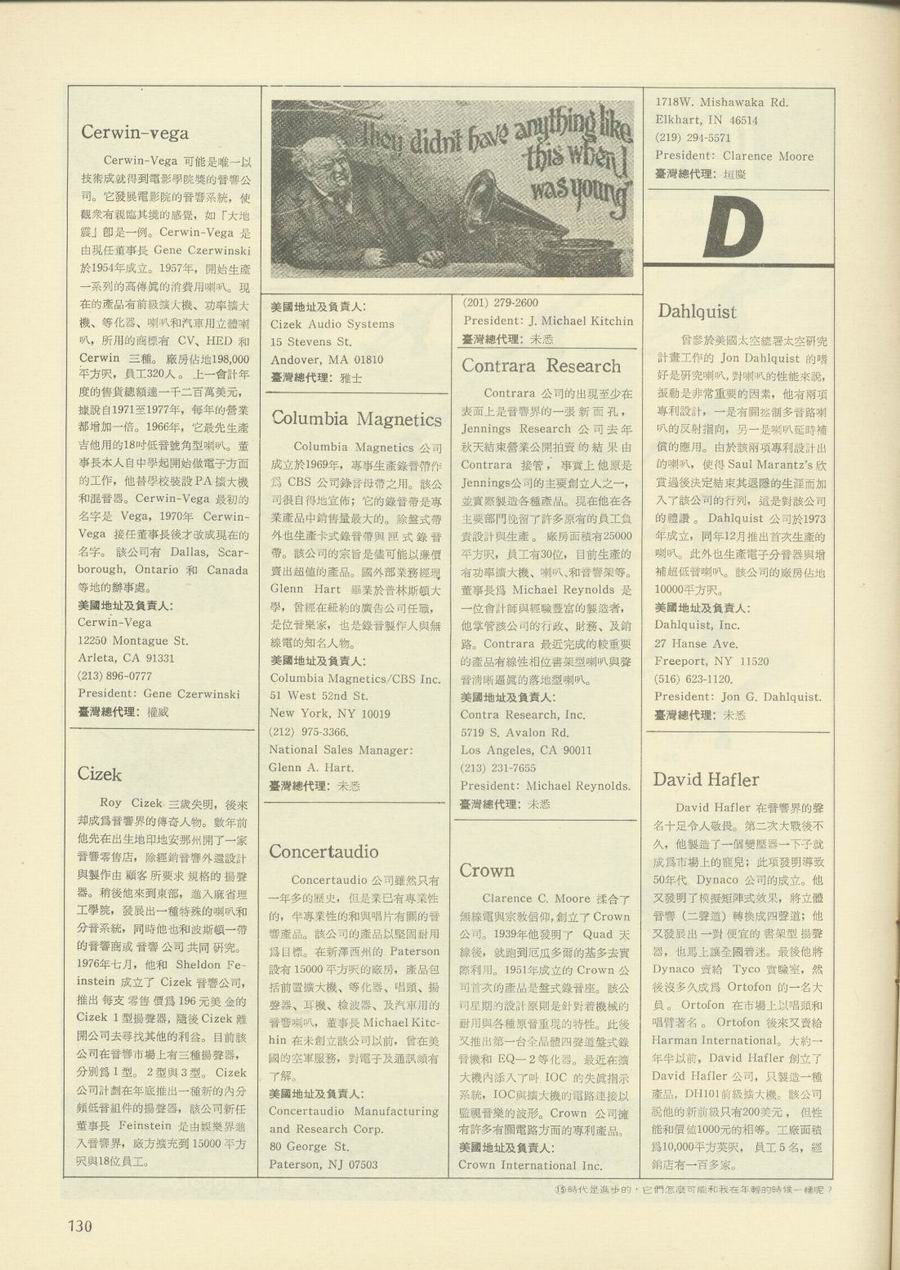 Cerwin-vega
Cerwin-Vega 可能是唯一以
技術成就得到電影學院獎的音響公
司。它發展電影院的音響系統，使
觀衆有親臨其境的感覺，如「大地
震」卽是一例。Cerwin-Vega 是
由現任董事長 Gene Czerwinski
於1954年成立。1957年，開始生產
一系列的高傳眞的消費用喇叭。現
在的產品有前級擴大機、功率擴大
機、等化器、喇叭和汽車用立體喇
叭，所用的商標有 CV、HED 和
Cerwin 三種。廠房佔地198,000
平方呎，員工320人。上一會計年
度的售貨總額達一千二百萬美元，
據說自1971至1977年，每年的營業
都增加一倍。1966年，它最先生產
吉他用的18吋低音號角型喇叭。董
事長本人自中學起開始做電子方面
的工作，他替學校裝設PA擴大機
和混音器。Cerwin-Vega 最初的
名字是 Vega，1970年 Cerwin-
Vega 接任董事長後才改成現在的
名字。 該公司有 Dallas, Scar-
borough, Ontario 和 Canada
等地的辦事處。
美國地址及負責人：
Cerwin-Vega
12250 Montague St.
Arleta, CA 91331
(213) 896-0777
President: Gene Czerwinski
臺灣總代理：權威
Cizek
Roy Cizek 三歲失明，後來
却成爲音響界的傳奇人物。數年前
他先在出生地印地安那州開了一家
音響零售店，除經銷音響外還設計
與製作由 顧客 所要求 規格的 揚聲
器。稍後他來到東部，進入麻省理
工學院，發展出一種特殊的喇叭和
分音系統，同時他也和波斯頓一帶
的音響商或 音響 公司 共同 研究。
1976年七月，他和 Sheldon Fe-
instein 成立了 Cizek 音響公司，
推出 每支 零售 價爲 196 元美 金的
Cizek 1 型揚聲器，隨後 Cizek 離
開公司去尋找其他的利益。目前該
公司在音響市場上有三種揚聲器，
分別爲 1 型。 2 型與 3 型。 Cizek
公司計劃在年底推出一種新的內分
頻低音組件的揚聲器，該公司新任
董事長 Feinstein 是由娛樂界進
入音響界，廠方擴充到 15000 平方
呎與18位員工。
They didn't have anything like
this when I
was young
美國地址及負責人：
Cizek Audio Systems
15 Stevens St.
Andover, MA 01810
臺灣總代理：雅士
Columbia Magnetics
Columbia Magnetics 公司
成立於1969年，專事生產錄音帶作
爲 CBS 公司錄音母帶之用。該公
司很自得地宣佈；它的錄音帶是專
業產品中銷售量最大的。除盤式帶
外也生產卡式錄音帶與 匣 式 錄 音
帶。該公司的宗旨是儘可能以廉價
賣出超値的產品。國外部業務經理
Glenn Hart 畢業於普林斯頓大
學，曾經在紐約的廣告公司任職，
是位音樂家，也是錄音製作人與無
線電的知名人物。
美國地址及負責人：
Columbia Magnetics/CBS Inc.
51 West 52nd St.
New York, NY 10019
(212) 975-3366.
National Sales Manager:
Glenn A. Hart.
臺灣總代理：未悉
Concertaudio
Concertaudio 公司雖然只有
一年多的歷史，但是業已有專業性
的，半專業性的和與唱片有關的音
響產品。該公司的產品以堅固耐用
爲目標。在新澤西州的 Paterson
設有 15000 平方呎的廠房，產品包
括前置擴大機、等化器、唱頭、揚
聲器、耳機、檢波器、及汽車用的
音響喇叭，董事長 Michael Kitc-
hin 在未創立該公司以前，曾在美
國的空軍服務，對電子及通訊頗有
了解。
美國地址及負責人：
Concertaudio Manufacturing
and Research Corp.
80 George St.
Paterson, NJ 07503
(201) 279-2600
President: J. Michael Kitchin
臺灣總代理：未悉
Contrara Research
Contrara 公司的出現至少在
表面上是音響界的一張 新 面 孔，
Jennings Research 公 司 去 年
秋天結束營業公開拍賣 的 結 果 由
Contrara 接管，事實上他原是
Jennings公司的主要創立人之一，
並實際製造各種產品。現在他在各
主要部門挽留了許多原有的員工負
責設計與生產 。 廠房面積有25000
平方呎，員工有30位，目前生產的
有功率擴大機、喇叭、和音響架等。
董事長爲 Michael Reynolds 是
一位會計師與經驗豐富的製造者，
他掌管該公司的行政、財務、及銷
路。Contrara 最近完成的較重要
的產品有線性相位書架型喇叭與聲
音淸晰逼眞的落地型喇叭。
美國地址及負責人：
Contra Research, Inc.
5719 S. Avalon Rd.
Los Angeles, CA 90011
(213) 231-7655
President: Michael Reynolds.
臺灣總代理：未悉
Crown
Clarence C. Moore 揉合了
無線電與宗敎信仰，創立了 Crown
公司。1939年他發明了 Quad 天
線後，就跑到厄瓜多爾的基多去實
際利用。1951年成立的 Crown 公
司首次的產品是盤式錄音座。該公
司星期的設計原則是針對着機械的
耐用與各種原音重現的特性。此後
又推出第一台全晶體四聲道盤式錄
音機和 EQ—2 等化器。最近在擴
大機內添入了叫 IOC 的失眞指示
系統，IOC與擴大機的電路連接以
監視音樂的波形。Crown 公司擁
有許多有關電路方面的專利產品。
美國地址及負責人：
Crown International Inc.
1718W. Mishawaka Rd.
Elkhart, IN 46514
(219) 294-5571
President: Clarence Moore
臺灣總代理：垣慶
D
Dahlquist
曾參於美國太空總署太空硏究
計畫工作的 Jon Dahlquist 的嗜
好是研究喇叭，對喇叭的性能來說，
振動是非常重要的因素，他有兩項
專利設計，一是有關控制多音路喇
叭的反射指向，另一是喇叭暫時補
償的應用。由於該兩項專利設計出
的喇叭，使得 Saul Marantz's 欣
賞過後決定結束其退隱的生涯而加
入了該公司的行列，這是對該公司
的禮讚 。 Dahlquist 公司於1973
年成立，同年12月推出首次生產的
喇叭。此外也生產電子分音器與增
補超低音喇叭。該公司的廠房佔地
10000平方呎。
美國地址及負責人：
Dahlquist, Inc.
27 Hanse Ave.
Freeport, NY 11520
(516) 623-1120.
President: Jon G. Dahlquist.
臺灣總代理：未悉
David Hafler
David Hafler 在音響界的聲
名十足令人敬畏。第二次大戰後不
久，他製造了一個變壓器一下子就
成爲市場上的寵兒；此項發明導致
50年代 Dynaco 公司的成立。他
又發明了模擬矩陣式效果，將立體
音響（二聲道）轉換成四聲道；他
又發展出 一對 便宜的 書架型 揚聲
器，也馬上讓全國着迷。最後他將
Dynaco 賣給 Tyco 實驗室，然
後沒多久成爲 Ortofon 的一名大
員 。 Ortofon 在市場上以唱頭和
唱臂著名 。 Ortofon 後來又賣給
Harman International。大約一
年半以前，David Hafler 創立了
David Hafler 公司，只製造一種
產品，DH101前級擴大機。該公司
說他的新前級只有200美元 ， 但性
能和價値1000元的相等。工廠面積
爲10,000平方英呎， 員工 5 名，經
銷店有一百多家。
⑮時代是進步的，它們怎麼可能和我在年輕的時候一樣呢？
130